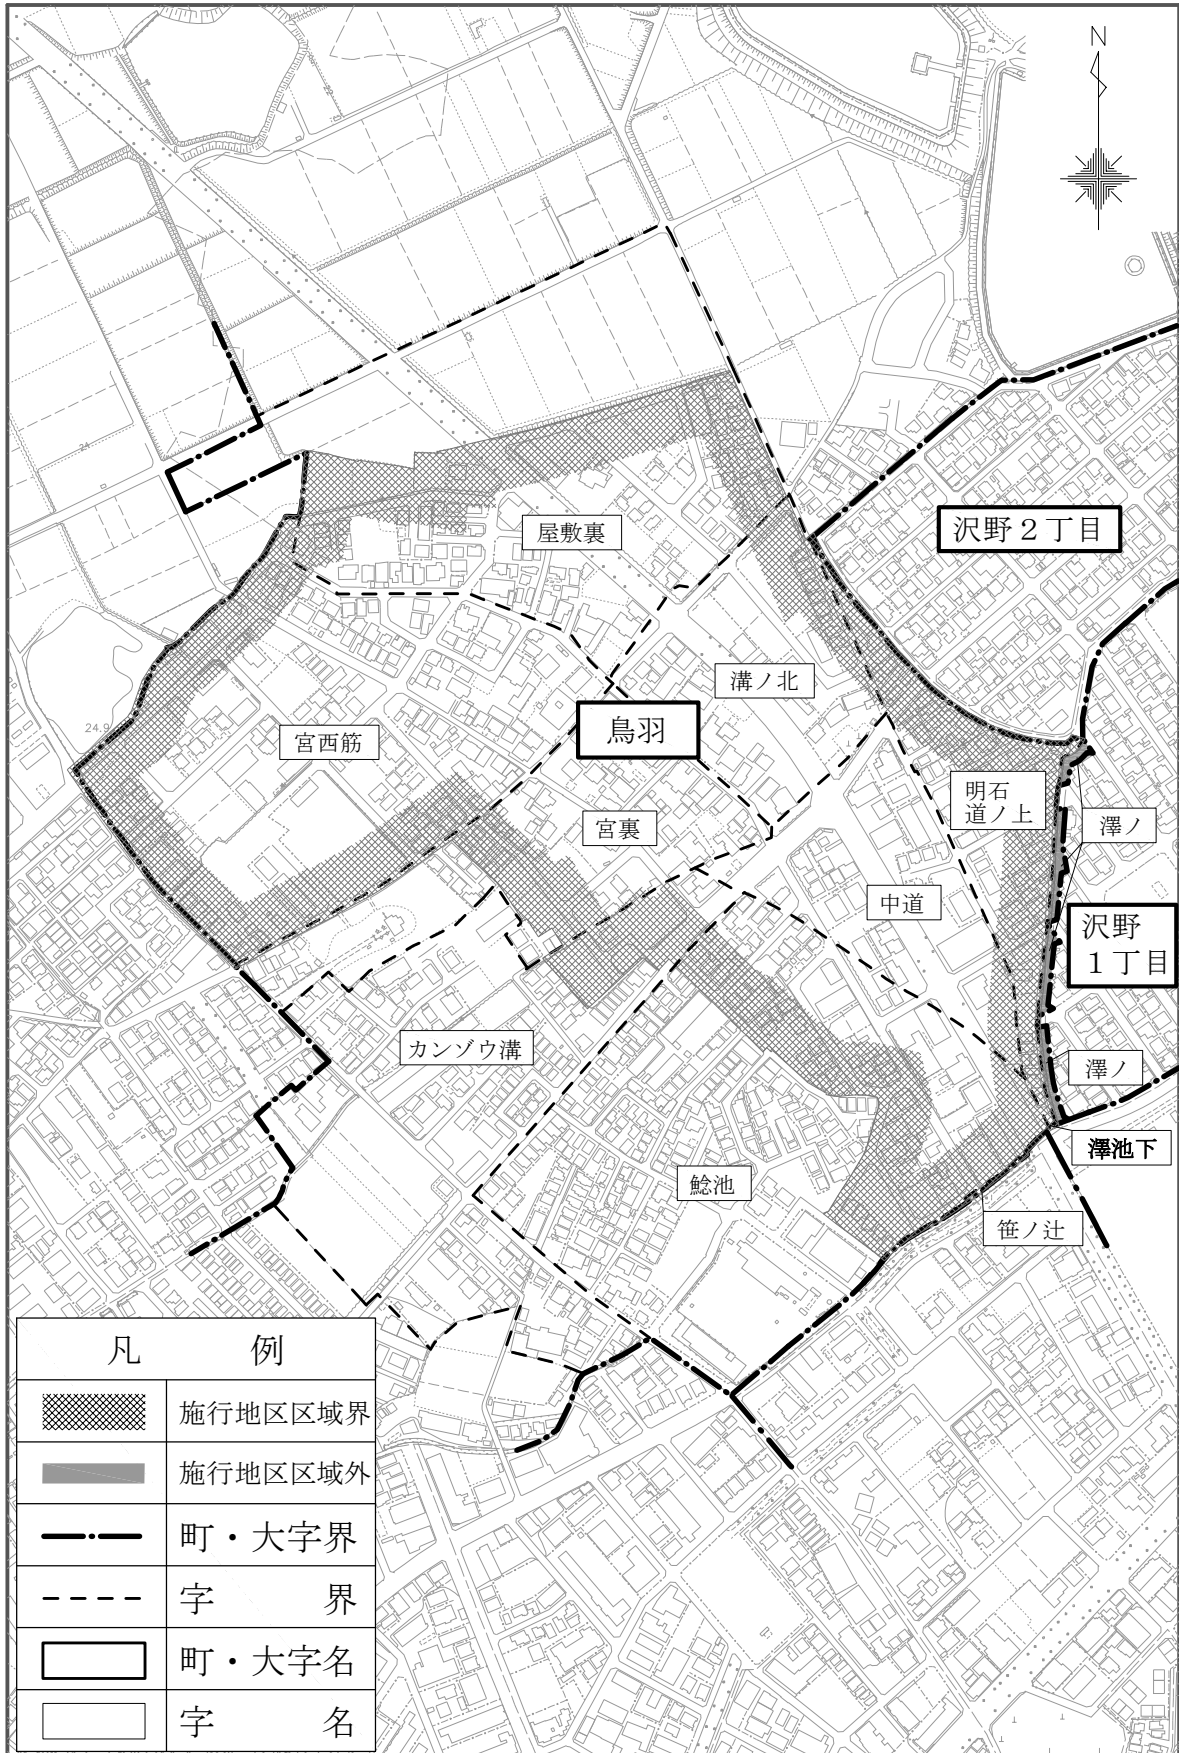 N
24
24.9
屋敷裏
沢野２丁目
溝ノ北
鳥羽
宮西筋
明石
道ノ上
澤ノ
宮裏
中道
沢野
１丁目
カンゾウ溝
澤ノ
澤池下
鯰池
笹ノ辻
凡 例
施行地区区域界
施行地区区域外
町・大字界
字 界
町・大字名
字 名